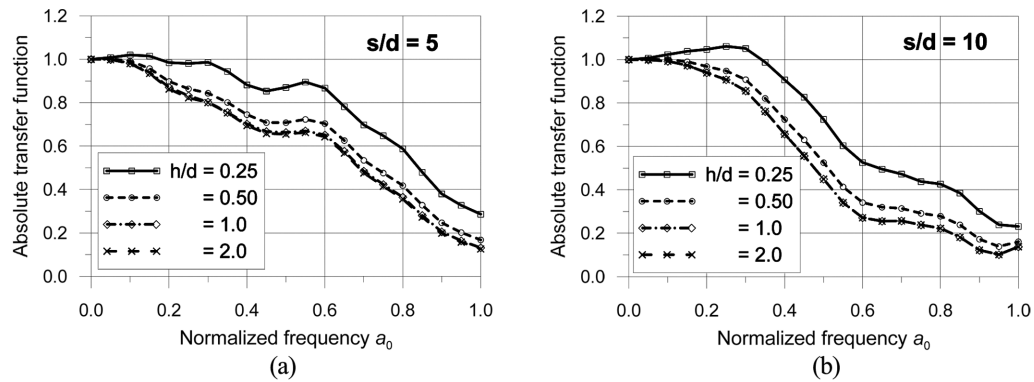 1.2
1.0
0.8
0.6
0.4
0.2
0.0
Absolute transfer function
s/d = 5
h/d = 0.25
= 0.50
= 1.0
= 2.0
0.0 0.2 0.4 0.6 0.8 1.0
Normalized frequency a0
(a)
1.2
1.0
0.8
0.6
0.4
0.2
0.0
Absolute transfer function
s/d = 10
h/d = 0.25
= 0.50
= 1.0
= 2.0
0.0 0.2 0.4 0.6 0.8 1.0
Normalized frequency a0
(b)